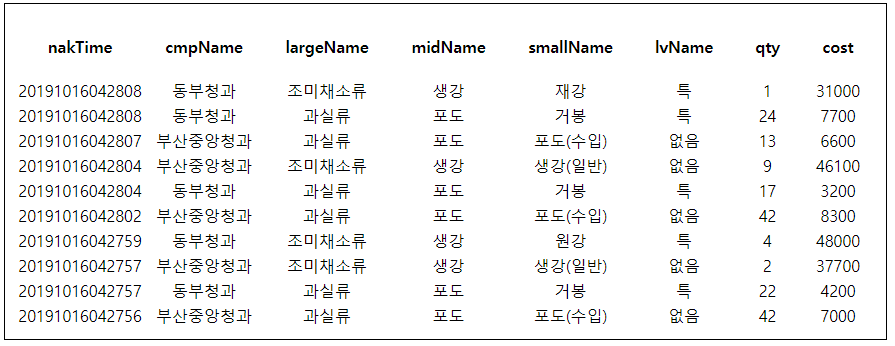 nakTime cmpName largeName midName smallName lvName qty cost
20191016042808 동부청과 조미채소류 생강 재강 특 1 31000
20191016042808 동부청과 과실류 포도 거봉 특 24 7700
20191016042807 부산중앙청과 과실류 포도 포도(수입) 없음 13 6600
20191016042804 부산중앙청과 조미채소류 생강 생강(일반) 없음 9 46100
20191016042804 동부청과 과실류 포도 거봉 특 17 3200
20191016042802 부산중앙청과 과실류 포도 포도(수입) 없음 42 8300
20191016042759 동부청과 조미채소류 생강 원강 특 4 48000
20191016042757 부산중앙청과 조미채소류 생강 생강(일반) 없음 2 37700
20191016042757 동부청과 과실류 포도 거봉 특 22 4200
20191016042756 부산중앙청과 과실류 포도 포도(수입) 없음 42 7000